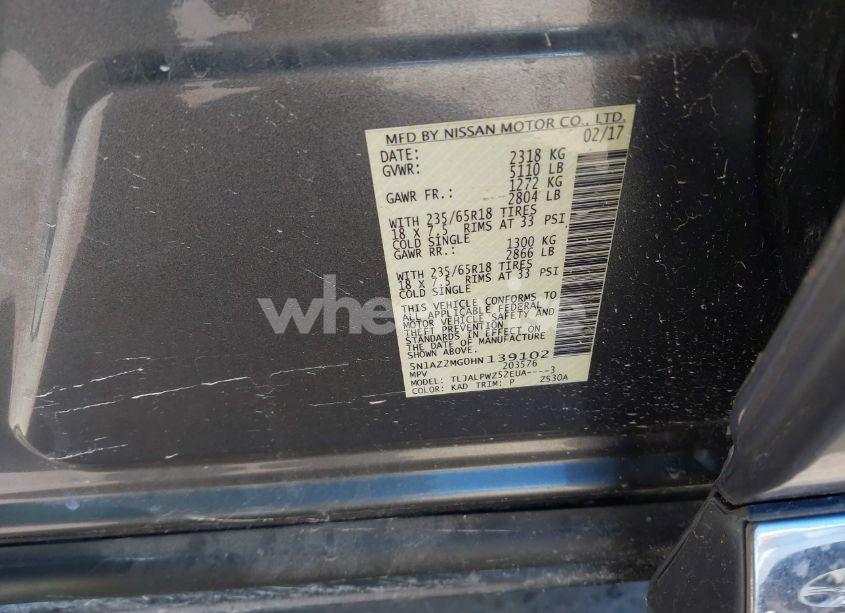 MFD BY NISSAN MOTOR CO., LTD.
DATE: 02/17
GVWR: 2318 KG
5110 LB
GAWR FR.: 1272 KG
2804 LB
WITH 235/65R18 TIRES
18 X 7.5 RIMS AT 33 PSI
COLD SINGLE
GAWR RR.: 1300 KG
2866 LB
WITH 235/65R18 TIRES
18 X 7.5 RIMS AT 33 PSI
COLD SINGLE
THIS VEHICLE CONFORMS TO
ALL APPLICABLE FEDERAL
MOTOR VEHICLE SAFETY AND
THEFT PREVENTION
STANDARDS IN EFFECT ON
THE DATE OF MANUFACTURE
SHOWN ABOVE.
5N1AZ2MG0HN139102
MPV 203576
MODEL: TLJALPWZ52EUA----3
COLOR: KAD TRIM: P ZS30A